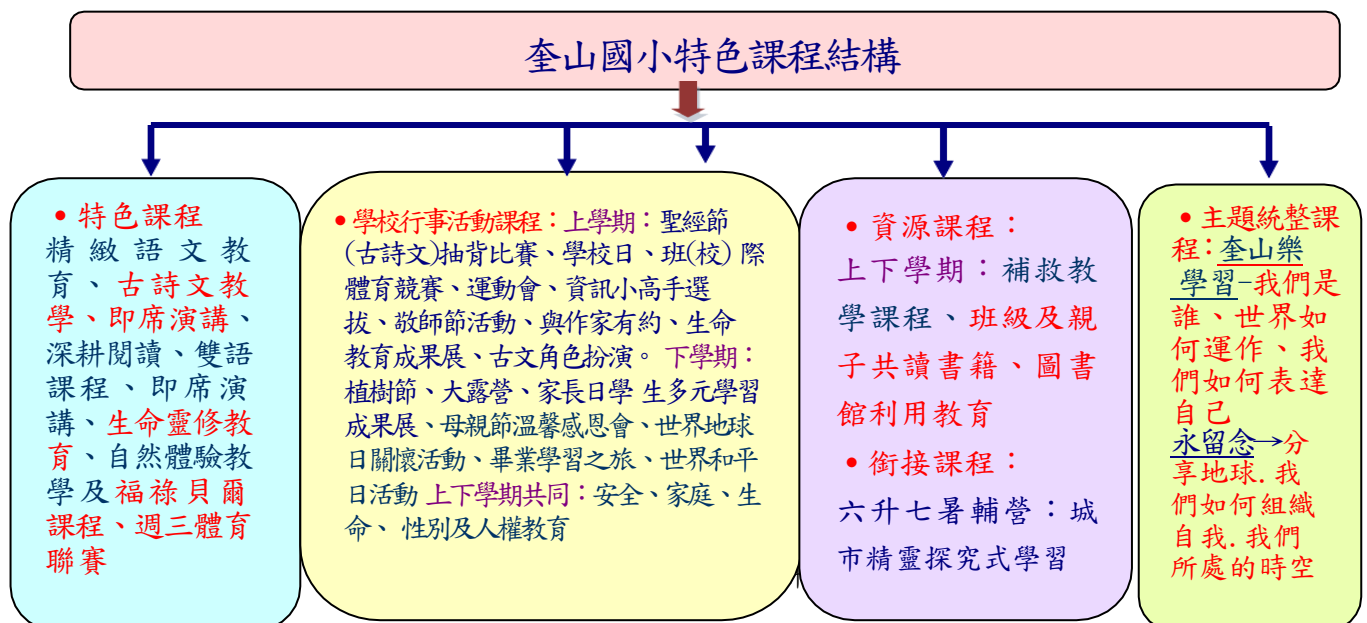 奎山國小特色課程結構
• 特色課程
精緻語文教
育、古詩文教
學、即席演講、
深耕閱讀、雙語
課程、即席演
講、生命靈修教
育、自然體驗教
學及福祿貝爾
課程、週三體育
聯賽
• 學校行事活動課程：上學期：聖經節
(古詩文)抽背比賽、學校日、班(校) 際
體育競賽、運動會、資訊小高手選
拔、敬師節活動、與作家有約、生命
教育成果展、古文角色扮演。 下學期：
植樹節、大露營、家長日學 生多元學習
成果展、母親節溫馨感恩會、世界地球
日關懷活動、畢業學習之旅、世界和平
日活動 上下學期共同：安全、家庭、生
命、 性別及人權教育
• 資源課程：
上下學期：補救教
學課程、班級及親
子共讀書籍、圖書
館利用教育
• 銜接課程：
六升七暑輔營：城
市精靈探究式學習
• 主題統整課
程：奎山樂
學習-我們是
誰、世界如
何運作、我
們如何表達
自己
永留念→分
享地球.我
們如何組織
自我.我們
所處的時空